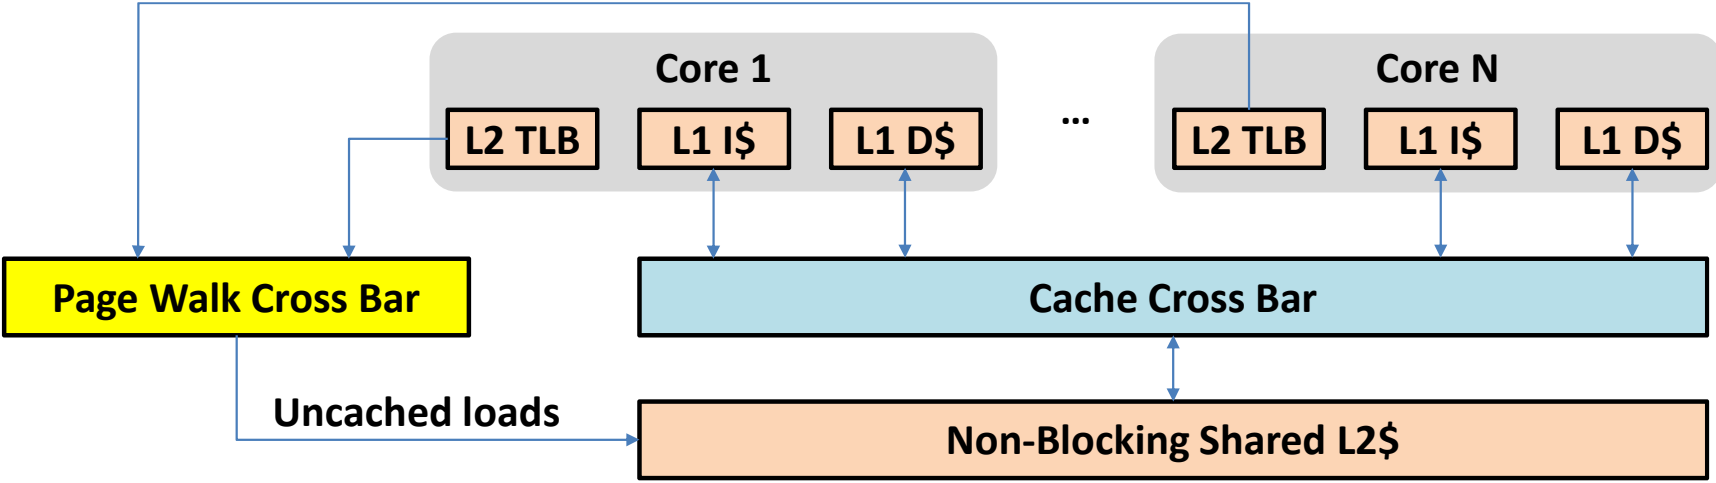 Core 1
Core N
L2 TLB
L1 I$
L1 D$
...
L2 TLB
L1 I$
L1 D$
Page Walk Cross Bar
Cache Cross Bar
Uncached loads
Non-Blocking Shared L2$